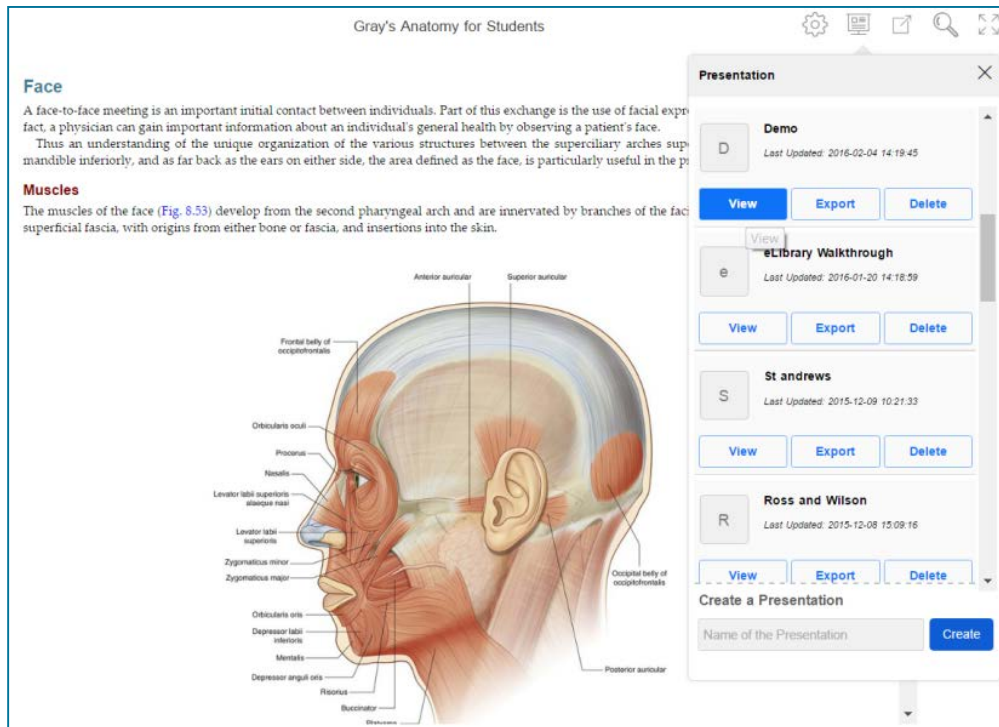 Gray's Anatomy for Students
Face
A face-to-face meeting is an important initial contact between individuals. Part of this exchange is the use of facial expr
fact, a physician can gain important information about an individual's general health by observing a patient's face.
Thus an understanding of the unique organization of the various structures between the superciliary arches sup
mandible inferiorly, and as far back as the ears on either side, the area defined as the face, is particularly useful in the p
Muscles
The muscles of the face (Fig. 8.53) develop from the second pharyngeal arch and are innervated by branches of the faci
superficial fascia, with origins from either bone or fascia, and insertions into the skin.
Anterior auricular
Superior auricular
Frontal belly of
occipitofrontalis
Orbicularis oculi
Procerus
Nasalis
Levator labii superioris
alaeque nasi
Levator labii
superioris
Zygomaticus minor
Zygomaticus major
Orbicularis oris
Depressor labii
inferioris
Mentalis
Depressor anguli oris
Risorius
Buccinator
Platysma
Occipital belly of
occipitofrontalis
Posterior auricular
Presentation
D
Demo
Last Updated: 2016-02-04 14:19:45
View Export Delete
View
e
eLibrary Walkthrough
Last Updated: 2016-01-20 14:18:59
View Export Delete
S
St andrews
Last Updated: 2015-12-09 10:21:33
View Export Delete
R
Ross and Wilson
Last Updated: 2015-12-08 15:09:16
View Export Delete
Create a Presentation
Name of the Presentation
Create